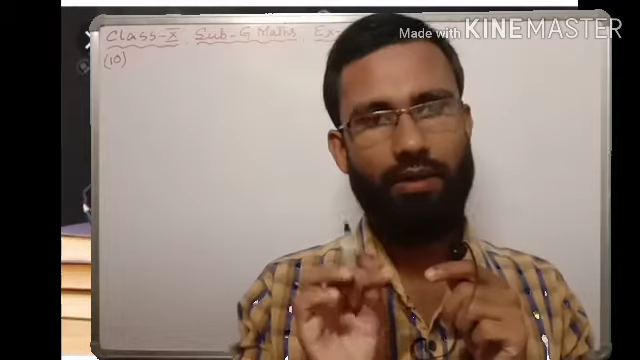 Class-X, Sub-G Maths, Ex-
Made with KINEMASTER
(10)